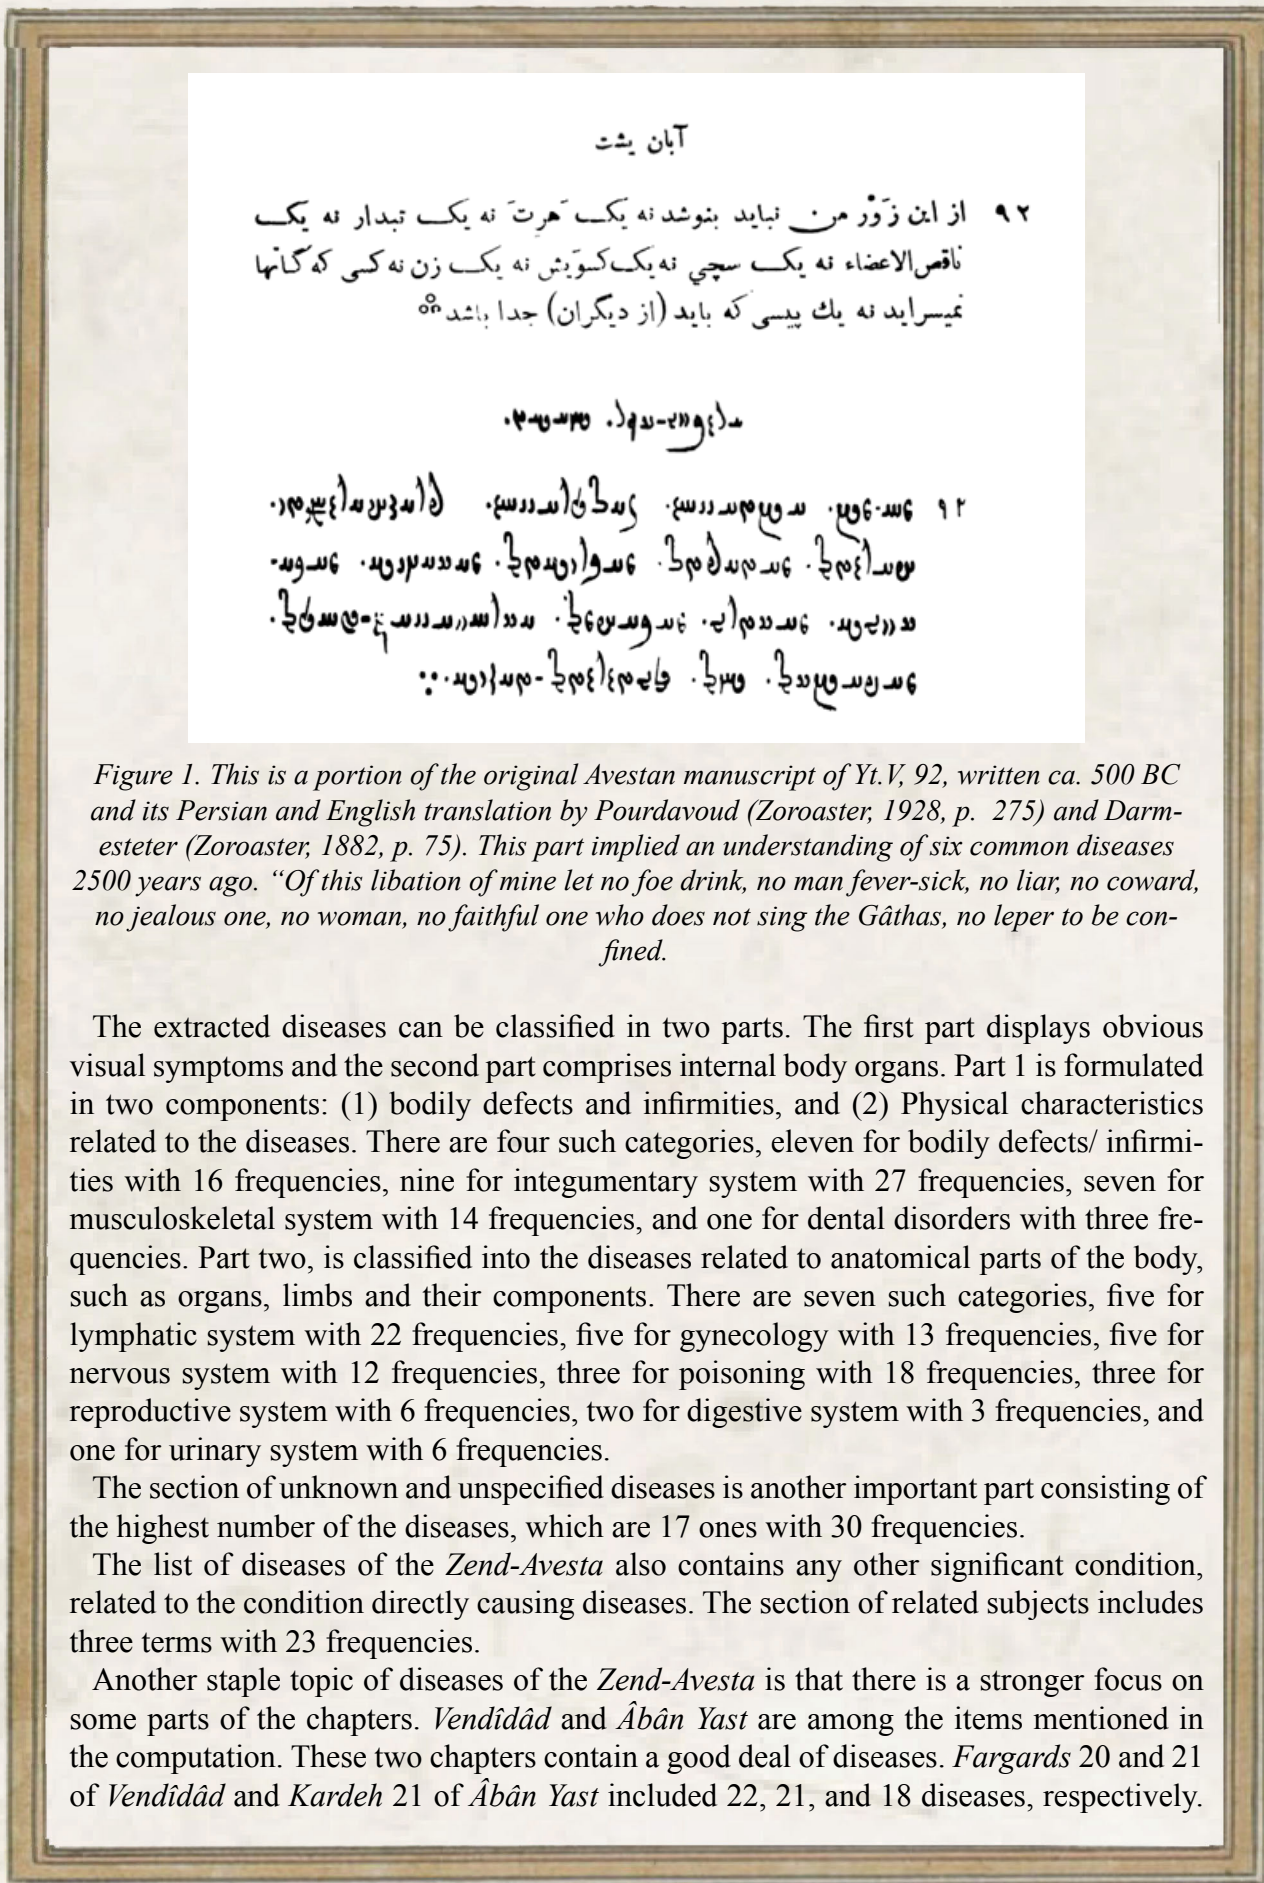 آبان یشت
۹۲ از این زَوْر من نباید بنوشد نه یک هَرِتَ نه یک تبدار نه یک
ناقص‌الاعضاء نه یک سچي نه یک کسوَیش نه یک زن نه کسی که گاتها
نمیسراید نه یك پیسی که باید (از دیگران) جدا باشد
۹۲
Figure 1. This is a portion of the original Avestan manuscript of Yt.V, 92, written ca. 500 BC
and its Persian and English translation by Pourdavoud (Zoroaster, 1928, p. 275) and Darm-
esteter (Zoroaster, 1882, p. 75). This part implied an understanding of six common diseases
2500 years ago. “Of this libation of mine let no foe drink, no man fever-sick, no liar, no coward,
no jealous one, no woman, no faithful one who does not sing the Gâthas, no leper to be con-
fined.
The extracted diseases can be classified in two parts. The first part displays obvious
visual symptoms and the second part comprises internal body organs. Part 1 is formulated
in two components: (1) bodily defects and infirmities, and (2) Physical characteristics
related to the diseases. There are four such categories, eleven for bodily defects/ infirmi-
ties with 16 frequencies, nine for integumentary system with 27 frequencies, seven for
musculoskeletal system with 14 frequencies, and one for dental disorders with three fre-
quencies. Part two, is classified into the diseases related to anatomical parts of the body,
such as organs, limbs and their components. There are seven such categories, five for
lymphatic system with 22 frequencies, five for gynecology with 13 frequencies, five for
nervous system with 12 frequencies, three for poisoning with 18 frequencies, three for
reproductive system with 6 frequencies, two for digestive system with 3 frequencies, and
one for urinary system with 6 frequencies.
The section of unknown and unspecified diseases is another important part consisting of
the highest number of the diseases, which are 17 ones with 30 frequencies.
The list of diseases of the Zend-Avesta also contains any other significant condition,
related to the condition directly causing diseases. The section of related subjects includes
three terms with 23 frequencies.
Another staple topic of diseases of the Zend-Avesta is that there is a stronger focus on
some parts of the chapters. Vendîdâd and Âbân Yast are among the items mentioned in
the computation. These two chapters contain a good deal of diseases. Fargards 20 and 21
of Vendîdâd and Kardeh 21 of Âbân Yast included 22, 21, and 18 diseases, respectively.